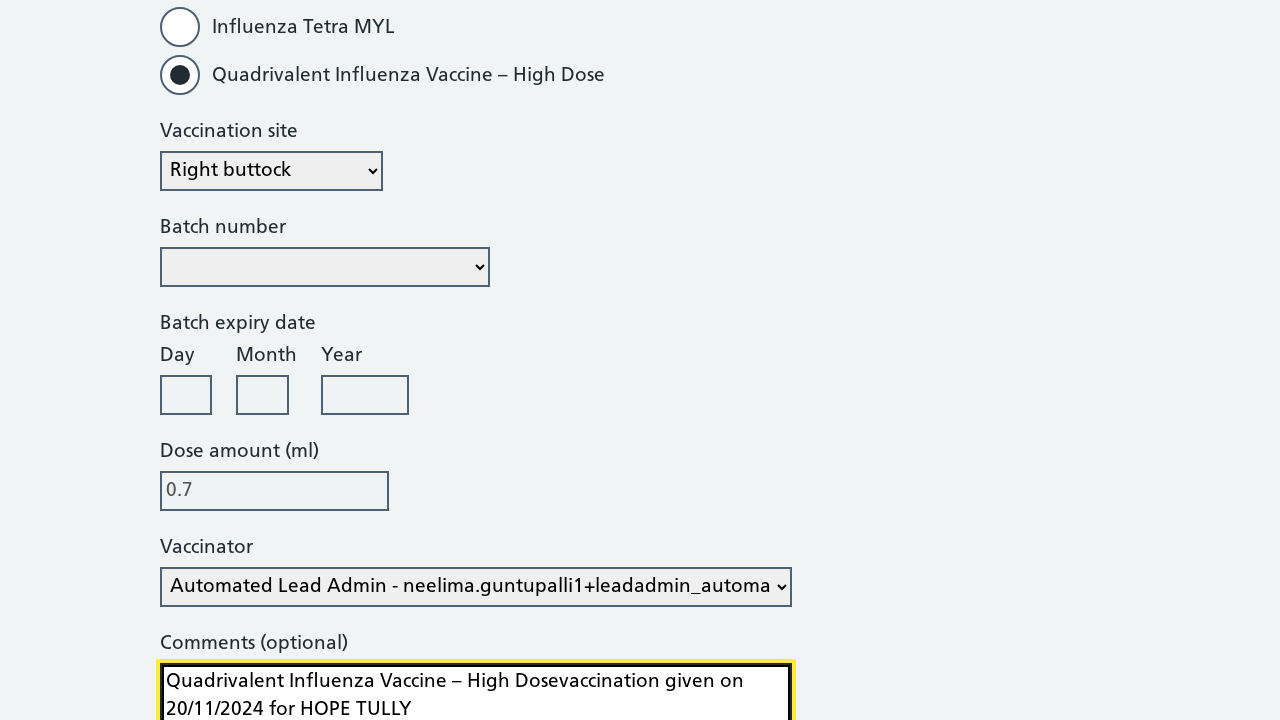 Influenza Tetra MYL
Quadrivalent Influenza Vaccine – High Dose
Vaccination site
Right buttock
Batch number
Batch expiry date
Day Month Year
Dose amount (ml)
0.7
Vaccinator
Automated Lead Admin - neelima.guntupalli1+leadadmin_automa
Comments (optional)
Quadrivalent Influenza Vaccine – High Dosevaccination given on
20/11/2024 for HOPE TULLY